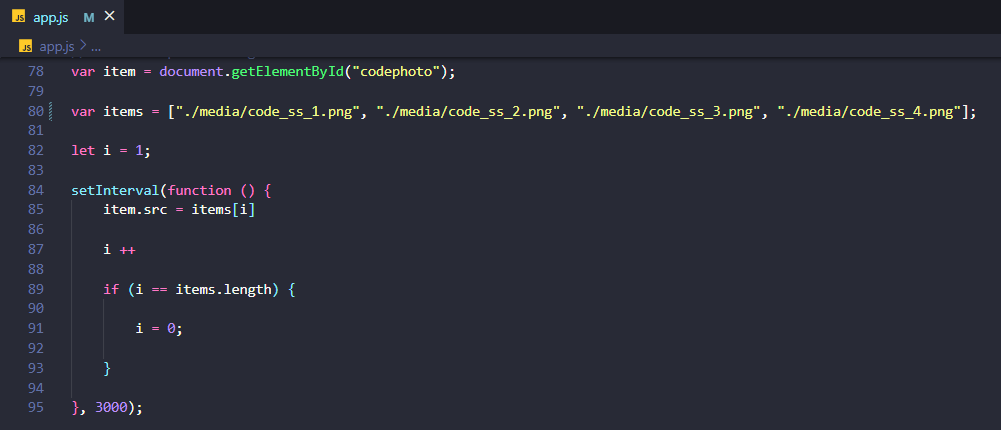 JS app.js M ×
JS app.js > ...
78 var item = document.getElementById("codephoto");
79
80 var items = ["./media/code_ss_1.png", "./media/code_ss_2.png", "./media/code_ss_3.png", "./media/code_ss_4.png"];
81
82 let i = 1;
83
84 setInterval(function () {
85     item.src = items[i]
86
87     i ++
88
89     if (i == items.length) {
90
91         i = 0;
92
93     }
94
95 }, 3000);